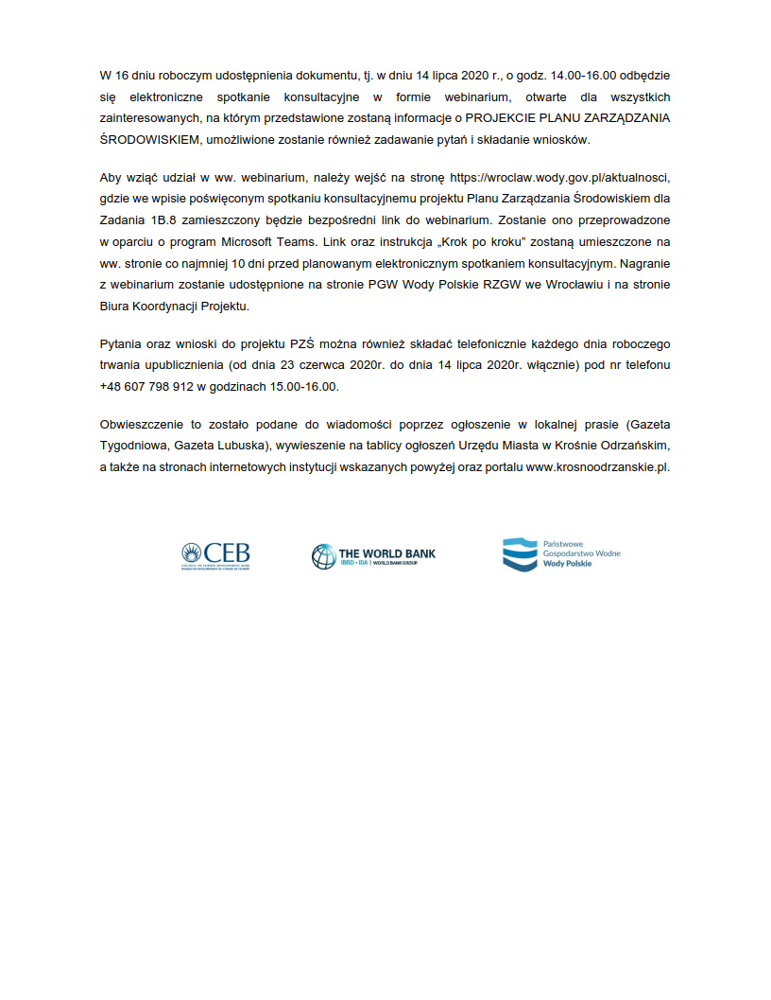 W 16 dniu roboczym udostępnienia dokumentu, tj. w dniu 14 lipca 2020 r., o godz. 14.00-16.00 odbędzie
się elektroniczne spotkanie konsultacyjne w formie webinarium, otwarte dla wszystkich
zainteresowanych, na którym przedstawione zostaną informacje o PROJEKCIE PLANU ZARZĄDZANIA
ŚRODOWISKIEM, umożliwione zostanie również zadawanie pytań i składanie wniosków.
Aby wziąć udział w ww. webinarium, należy wejść na stronę https://wroclaw.wody.gov.pl/aktualnosci,
gdzie we wpisie poświęconym spotkaniu konsultacyjnemu projektu Planu Zarządzania Środowiskiem dla
Zadania 1B.8 zamieszczony będzie bezpośredni link do webinarium. Zostanie ono przeprowadzone
w oparciu o program Microsoft Teams. Link oraz instrukcja „Krok po kroku” zostaną umieszczone na
ww. stronie co najmniej 10 dni przed planowanym elektronicznym spotkaniem konsultacyjnym. Nagranie
z webinarium zostanie udostępnione na stronie PGW Wody Polskie RZGW we Wrocławiu i na stronie
Biura Koordynacji Projektu.
Pytania oraz wnioski do projektu PZŚ można również składać telefonicznie każdego dnia roboczego
trwania upublicznienia (od dnia 23 czerwca 2020r. do dnia 14 lipca 2020r. włącznie) pod nr telefonu
+48 607 798 912 w godzinach 15.00-16.00.
Obwieszczenie to zostało podane do wiadomości poprzez ogłoszenie w lokalnej prasie (Gazeta
Tygodniowa, Gazeta Lubuska), wywieszenie na tablicy ogłoszeń Urzędu Miasta w Krośnie Odrzańskim,
a także na stronach internetowych instytucji wskazanych powyżej oraz portalu www.krosnoodrzanskie.pl.
CEB
COUNCIL OF EUROPE DEVELOPMENT BANK
BANQUE DE DÉVELOPPEMENT DU CONSEIL DE L'EUROPE
THE WORLD BANK
IBRD • IDA | WORLD BANK GROUP
Państwowe
Gospodarstwo Wodne
Wody Polskie